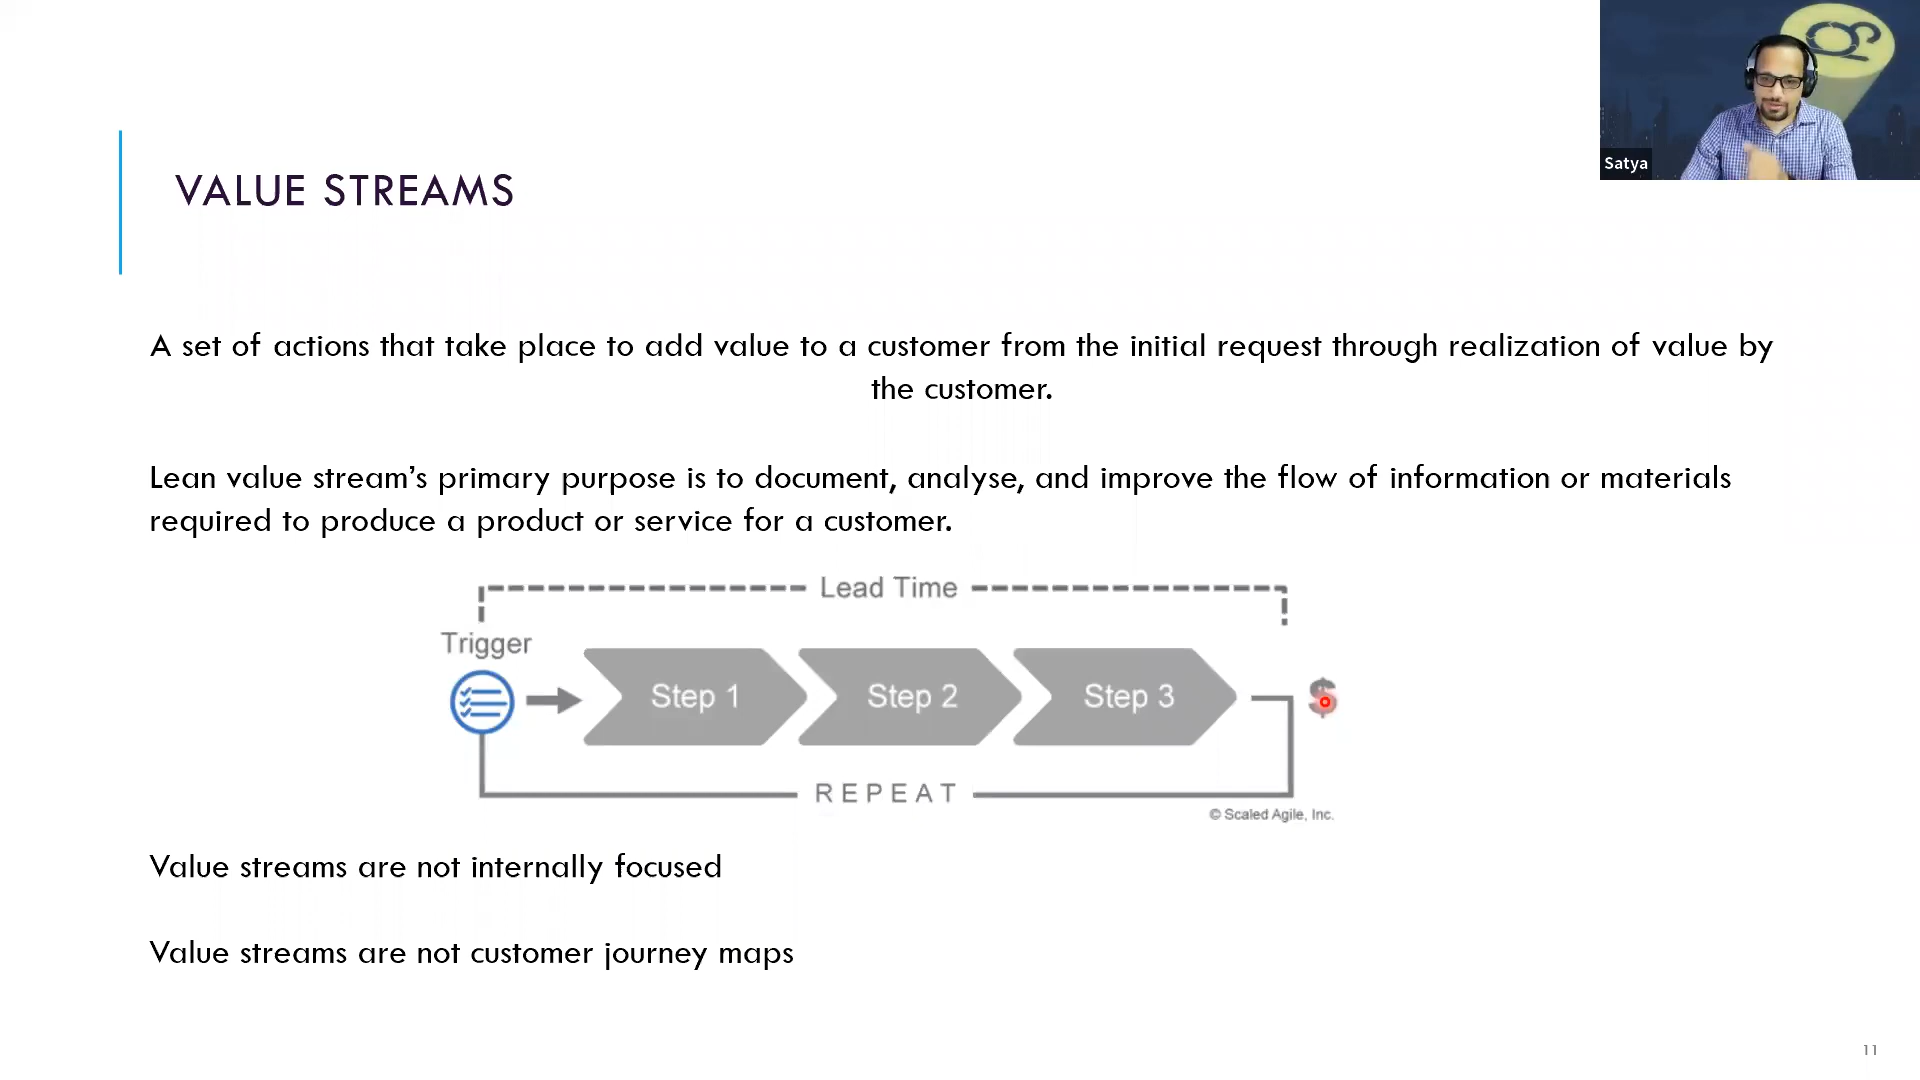 Satya
VALUE STREAMS
A set of actions that take place to add value to a customer from the initial request through realization of value by
the customer.
Lean value stream’s primary purpose is to document, analyse, and improve the flow of information or materials
required to produce a product or service for a customer.
Lead Time
Trigger
Step 1
Step 2
Step 3
$
REPEAT
© Scaled Agile, Inc.
Value streams are not internally focused
Value streams are not customer journey maps
11